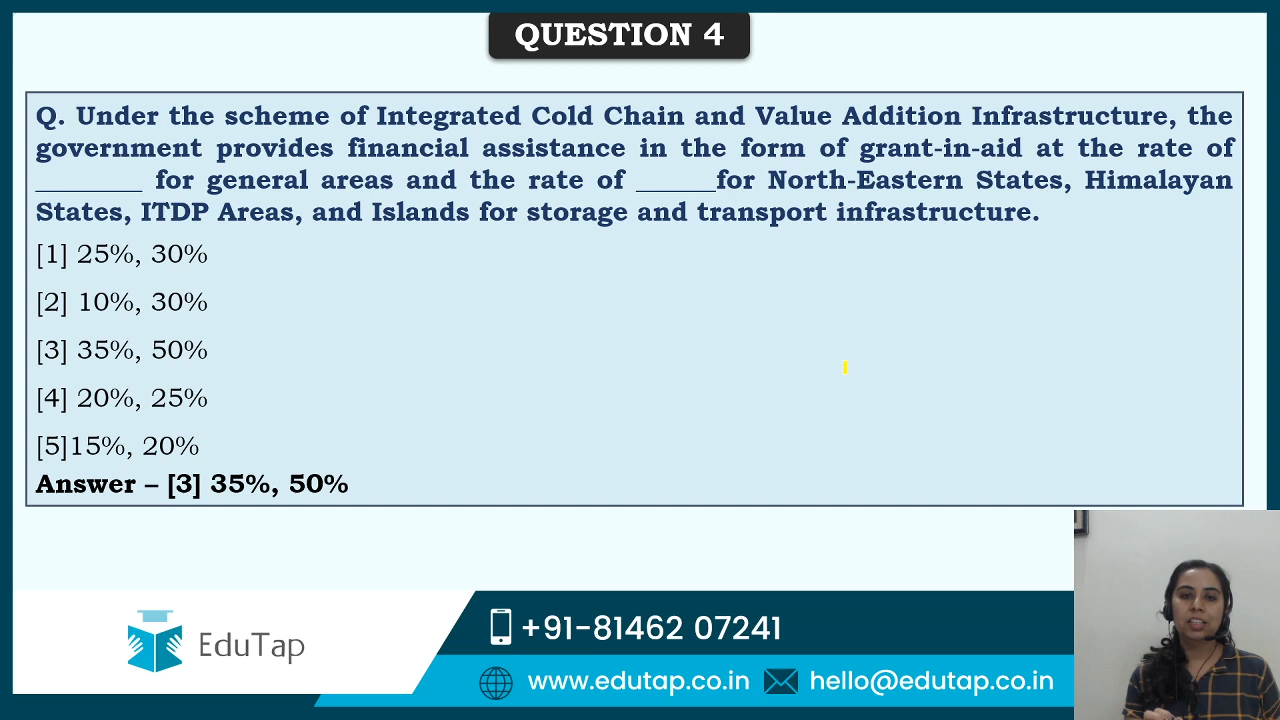 QUESTION 4
Q. Under the scheme of Integrated Cold Chain and Value Addition Infrastructure, the
government provides financial assistance in the form of grant-in-aid at the rate of
________ for general areas and the rate of ______for North-Eastern States, Himalayan
States, ITDP Areas, and Islands for storage and transport infrastructure.
[1] 25%, 30%
[2] 10%, 30%
[3] 35%, 50%
[4] 20%, 25%
[5]15%, 20%
Answer – [3] 35%, 50%
EduTap
+91-81462 07241
www.edutap.co.in
hello@edutap.co.in